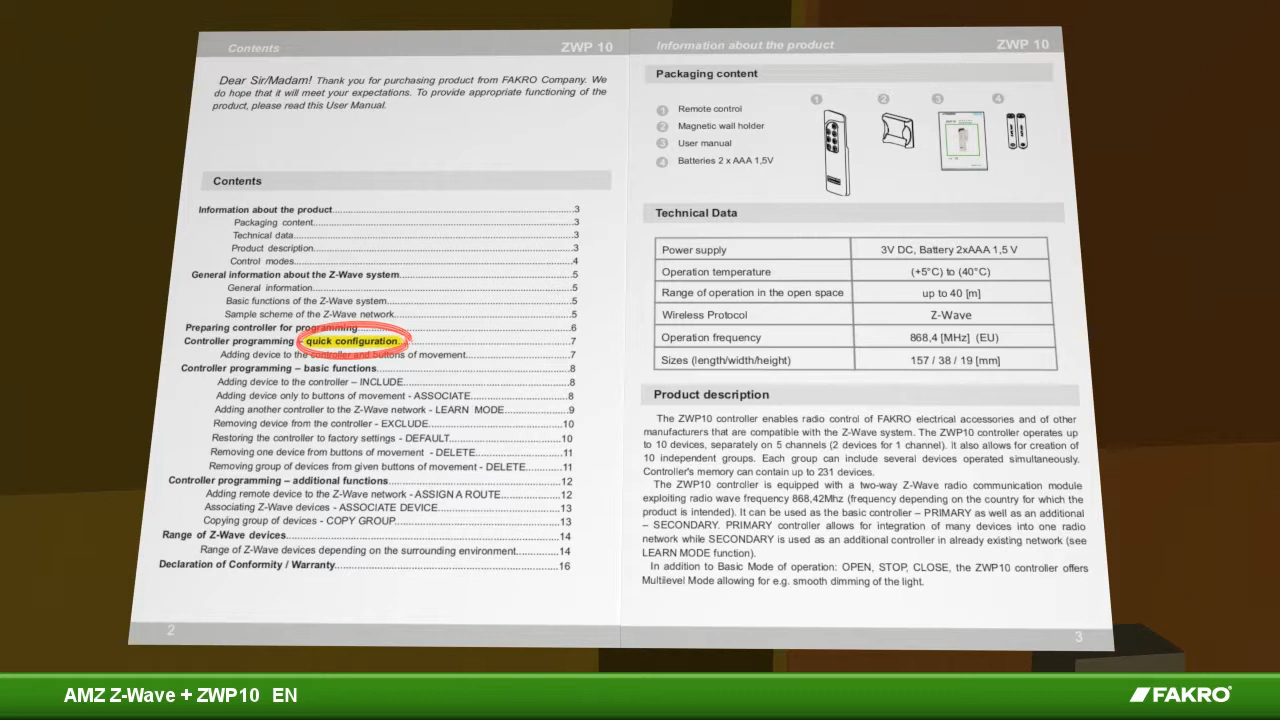 Contents ZWP 10
Dear Sir/Madam! Thank you for purchasing product from FAKRO Company. We
do hope that it will meet your expectations. To provide appropriate functioning of the
product, please read this User Manual.
Contents
Information about the product.....3
Packaging content.....3
Technical data.....3
Product description.....3
Control modes.....4
General information about the Z-Wave system.....5
General information.....5
Basic functions of the Z-Wave system.....5
Sample scheme of the Z-Wave network.....5
Preparing controller for programming.....6
Controller programming – quick configuration.....7
Adding device to the controller and buttons of movement.....7
Controller programming – basic functions.....8
Adding device to the controller – INCLUDE.....8
Adding device only to buttons of movement - ASSOCIATE.....8
Adding another controller to the Z-Wave network - LEARN MODE.....9
Removing device from the controller - EXCLUDE.....10
Restoring the controller to factory settings - DEFAULT.....10
Removing one device from buttons of movement - DELETE.....11
Removing group of devices from given buttons of movement - DELETE.....11
Controller programming – additional functions.....12
Adding remote device to the Z-Wave network - ASSIGN A ROUTE.....12
Associating Z-Wave devices - ASSOCIATE DEVICE.....13
Copying group of devices - COPY GROUP.....13
Range of Z-Wave devices.....14
Range of Z-Wave devices depending on the surrounding environment.....14
Declaration of Conformity / Warranty.....16
2
Information about the product ZWP 10
Packaging content
1 Remote control
2 Magnetic wall holder
3 User manual
4 Batteries 2 x AAA 1,5V
1 2 3 4
Technical Data
Power supply 3V DC, Battery 2xAAA 1,5 V
Operation temperature (+5°C) to (40°C)
Range of operation in the open space up to 40 [m]
Wireless Protocol Z-Wave
Operation frequency 868,4 [MHz] (EU)
Sizes (length/width/height) 157 / 38 / 19 [mm]
Product description
The ZWP10 controller enables radio control of FAKRO electrical accessories and of other
manufacturers that are compatible with the Z-Wave system. The ZWP10 controller operates up
to 10 devices, separately on 5 channels (2 devices for 1 channel). It also allows for creation of
10 independent groups. Each group can include several devices operated simultaneously.
Controller's memory can contain up to 231 devices.
The ZWP10 controller is equipped with a two-way Z-Wave radio communication module
exploiting radio wave frequency 868,42Mhz (frequency depending on the country for which the
product is intended). It can be used as the basic controller – PRIMARY as well as an additional
– SECONDARY. PRIMARY controller allows for integration of many devices into one radio
network while SECONDARY is used as an additional controller in already existing network (see
LEARN MODE function).
In addition to Basic Mode of operation: OPEN, STOP, CLOSE, the ZWP10 controller offers
Multilevel Mode allowing for e.g. smooth dimming of the light.
3
AMZ Z-Wave + ZWP10 EN
FAKRO